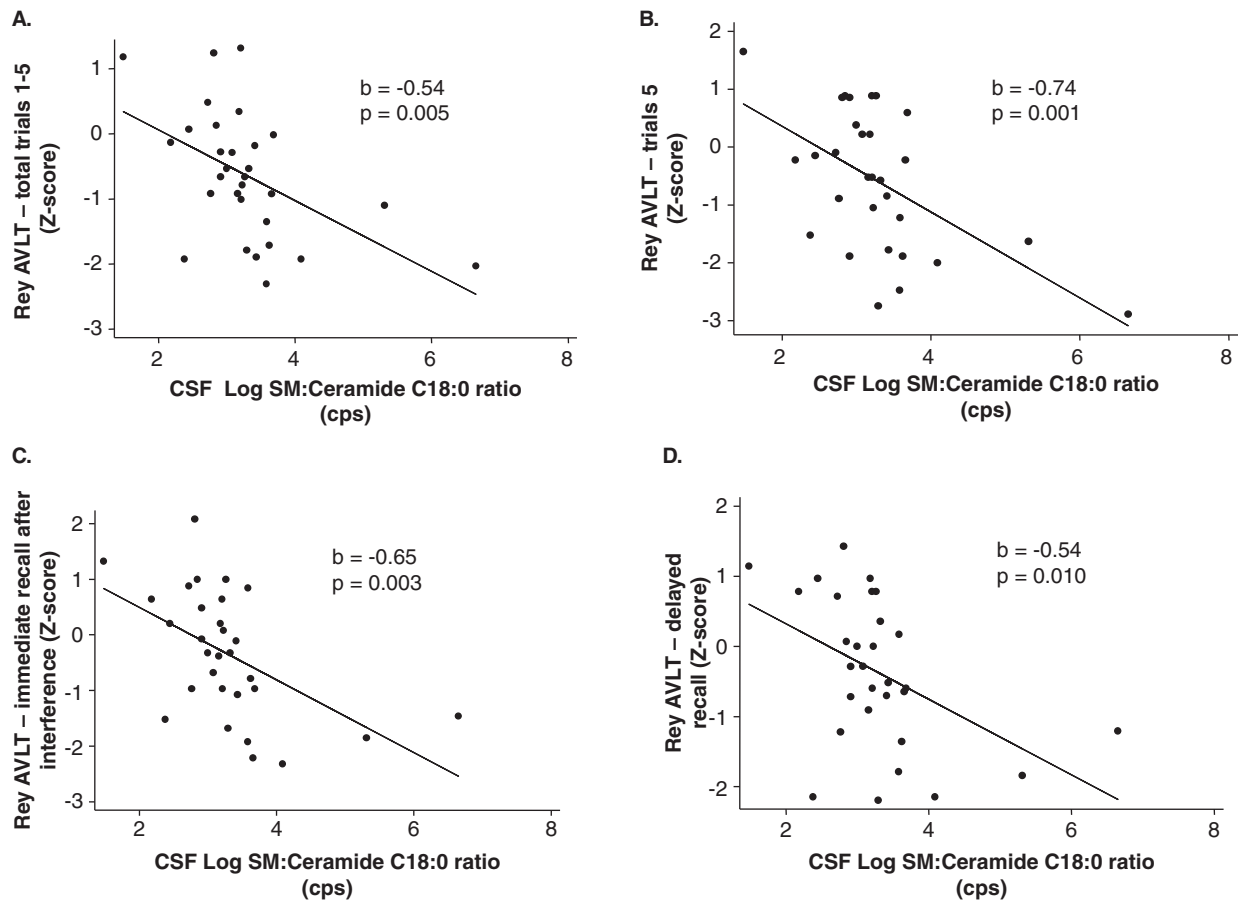 A.
Rey AVLT – total trials 1-5
(Z-score)
1
0
-1
-2
-3
b = -0.54
p = 0.005
2
4
6
8
CSF Log SM:Ceramide C18:0 ratio
(cps)
B.
Rey AVLT – trials 5
(Z-score)
2
1
0
-1
-2
-3
b = -0.74
p = 0.001
2
4
6
8
CSF Log SM:Ceramide C18:0 ratio
(cps)
C.
Rey AVLT – immediate recall after
interference (Z-score)
2
1
0
-1
-2
-3
b = -0.65
p = 0.003
2
4
6
8
CSF Log SM:Ceramide C18:0 ratio
(cps)
D.
Rey AVLT – delayed
recall (Z-score)
2
1
0
-1
-2
b = -0.54
p = 0.010
2
4
6
8
CSF Log SM:Ceramide C18:0 ratio
(cps)